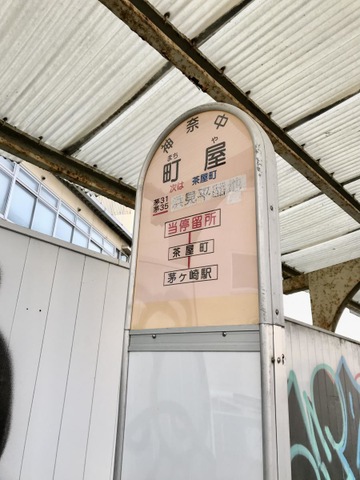 神奈中
まち や
町屋
次は 茶屋町
茅31
茅35
当停留所
茶屋町
茅ケ崎駅